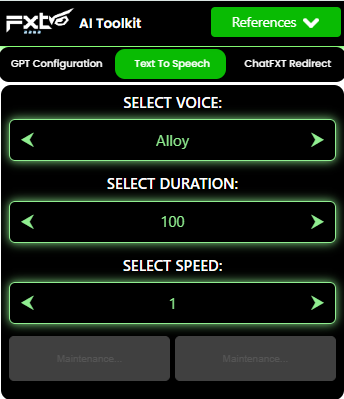 FXT AI Toolkit
References
GPT Configuration
Text To Speech
ChatFXT Redirect
SELECT VOICE:
Alloy
SELECT DURATION:
100
SELECT SPEED:
1
Maintenance...
Maintenance...